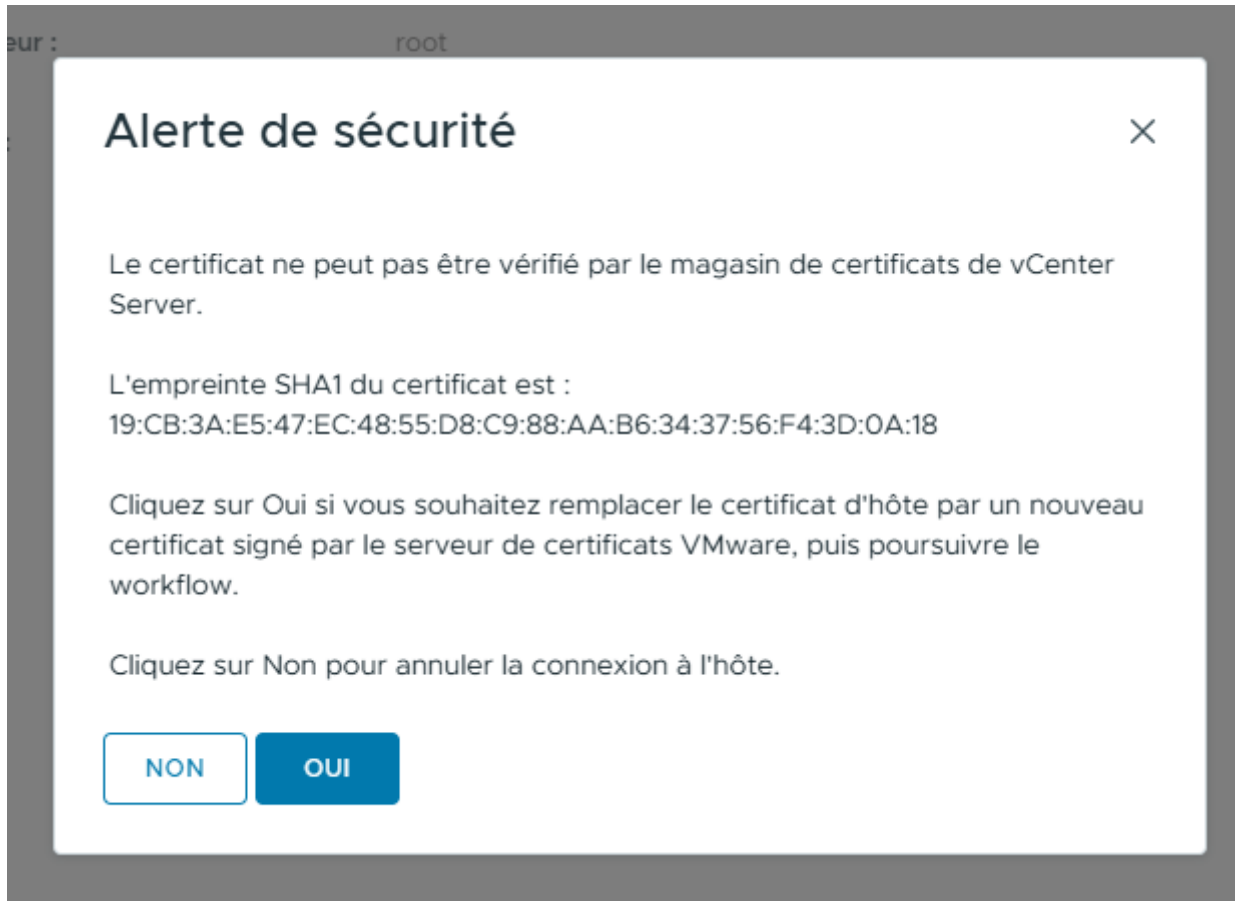 eur : root
Alerte de sécurité
:
Le certificat ne peut pas être vérifié par le magasin de certificats de vCenter
Server.
L'empreinte SHA1 du certificat est :
19:CB:3A:E5:47:EC:48:55:D8:C9:88:AA:B6:34:37:56:F4:3D:0A:18
Cliquez sur Oui si vous souhaitez remplacer le certificat d'hôte par un nouveau
certificat signé par le serveur de certificats VMware, puis poursuivre le
workflow.
Cliquez sur Non pour annuler la connexion à l'hôte.
NON OUI